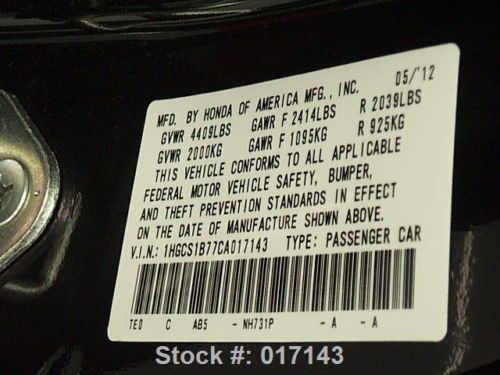 MFD. BY HONDA OF AMERICA MFG., INC. 05/'12
GVWR 4409LBS GAWR F 2414LBS R 2039LBS
GVWR 2000KG GAWR F 1095KG R 925KG
THIS VEHICLE CONFORMS TO ALL APPLICABLE
FEDERAL MOTOR VEHICLE SAFETY, BUMPER,
AND THEFT PREVENTION STANDARDS IN EFFECT
ON THE DATE OF MANUFACTURE SHOWN ABOVE.
V.I.N.: 1HGCS1B77CA017143 TYPE: PASSENGER CAR
TE0 C AB5 - NH731P - A - A
Stock #: 017143